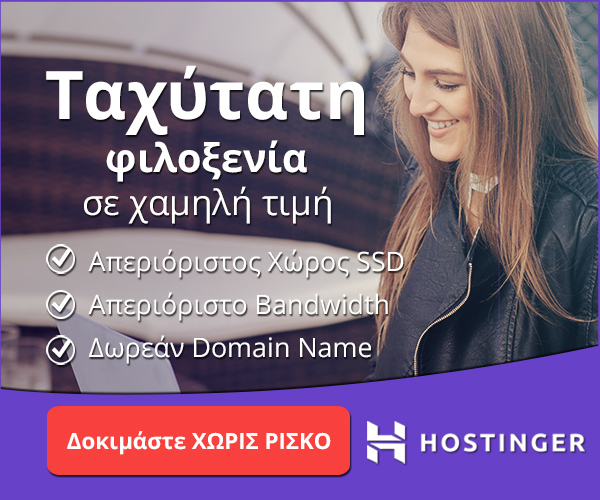 Ταχύτατη
φιλοξενία
σε χαμηλή τιμή
Απεριόριστος Χώρος SSD
Απεριόριστο Bandwidth
Δωρεάν Domain Name
Δοκιμάστε ΧΩΡΙΣ ΡΙΣΚΟ
HOSTINGER